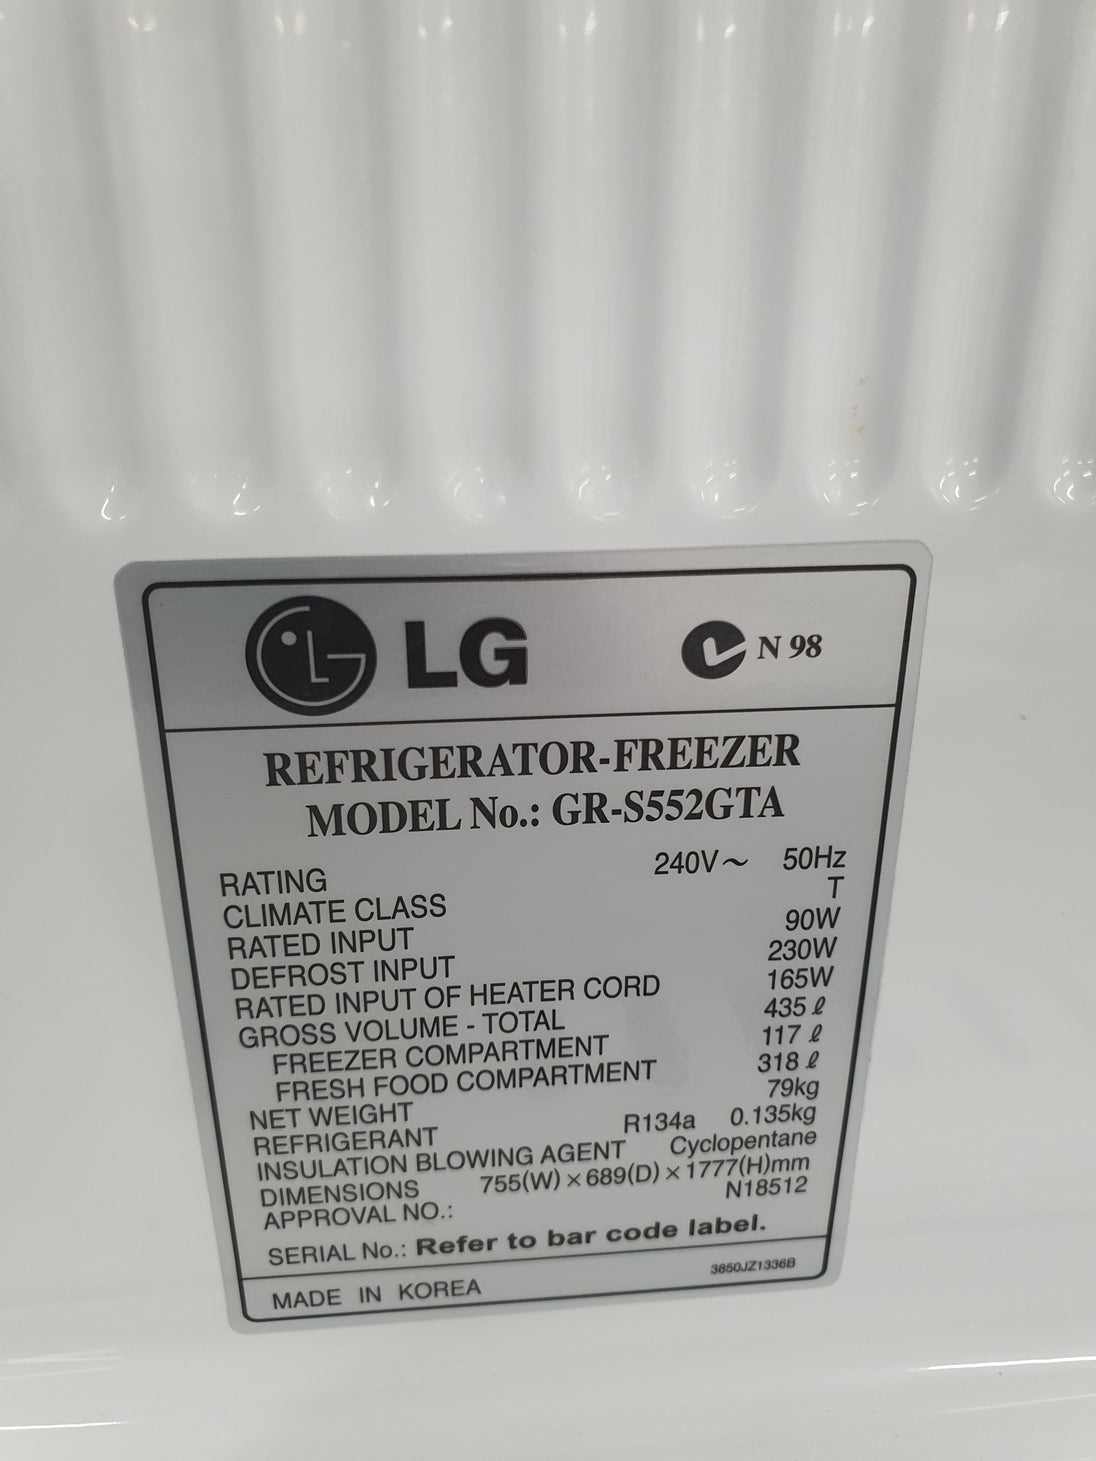 LG N 98
REFRIGERATOR-FREEZER
MODEL No.: GR-S552GTA
RATING 240V～ 50Hz
CLIMATE CLASS T
RATED INPUT 90W
DEFROST INPUT 230W
RATED INPUT OF HEATER CORD 165W
GROSS VOLUME - TOTAL 435 ℓ
FREEZER COMPARTMENT 117 ℓ
FRESH FOOD COMPARTMENT 318 ℓ
NET WEIGHT 79kg
REFRIGERANT R134a 0.135kg
INSULATION BLOWING AGENT Cyclopentane
DIMENSIONS 755(W)×689(D)×1777(H)mm
APPROVAL NO.: N18512
SERIAL No.: Refer to bar code label.
MADE IN KOREA 3850JZ1336B